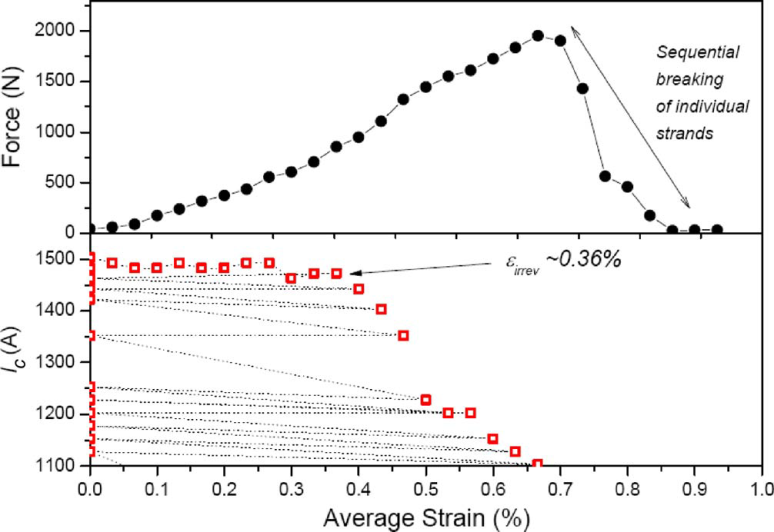 2000
1500
1000
500
0
Force (N)
Sequential
breaking
of individual
strands
1500
1400
1300
1200
1100
Ic (A)
εirrev ~0.36%
0.0 0.1 0.2 0.3 0.4 0.5 0.6 0.7 0.8 0.9 1.0
Average Strain (%)